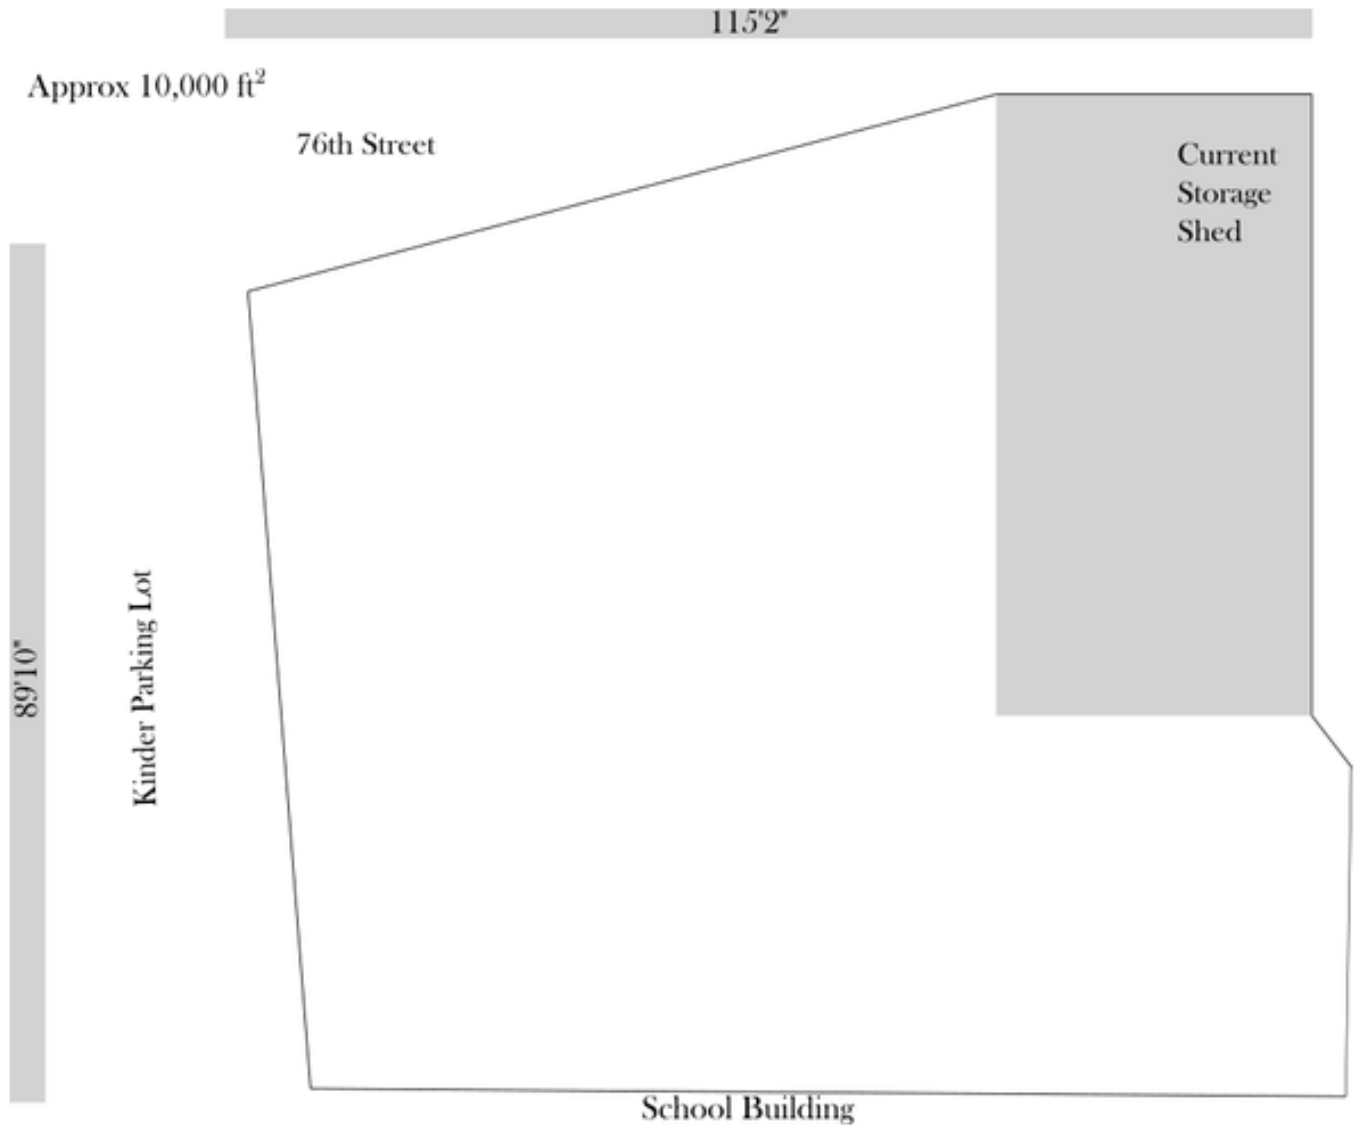 115'2"
Approx 10,000 ft²
76th Street
Current
Storage
Shed
89'10"
Kinder Parking Lot
School Building